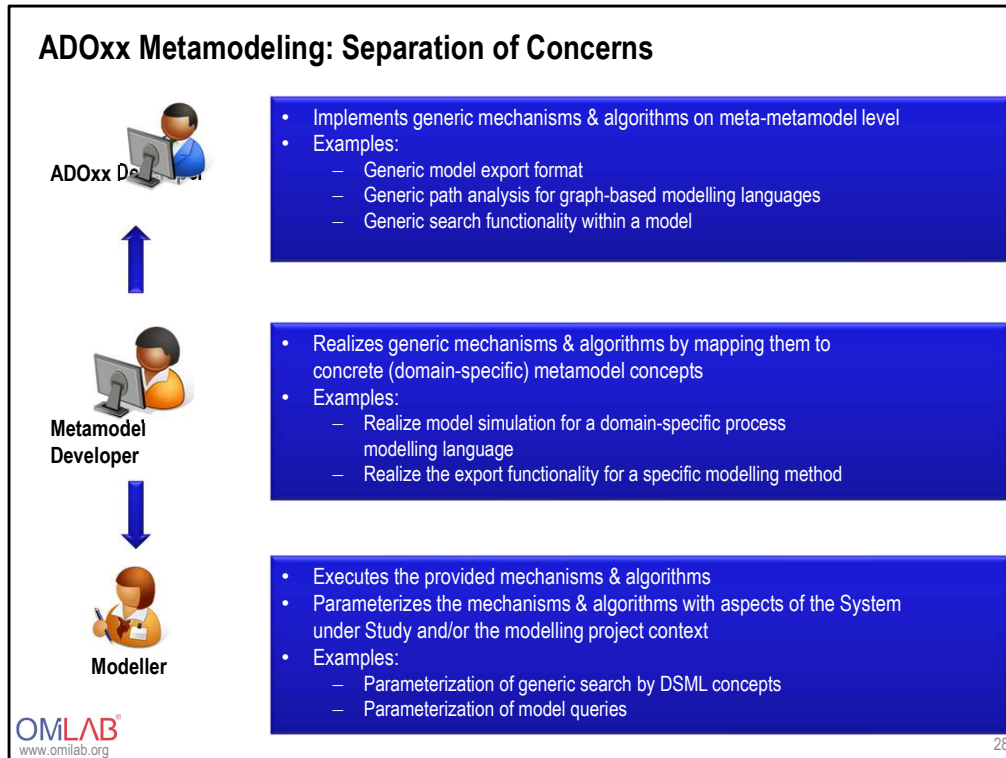 ADOxx Metamodeling: Separation of Concerns
ADOxx
• Implements generic mechanisms & algorithms on meta-metamodel level
• Examples:
– Generic model export format
– Generic path analysis for graph-based modelling languages
– Generic search functionality within a model
Metamodel
Developer
• Realizes generic mechanisms & algorithms by mapping them to
concrete (domain-specific) metamodel concepts
• Examples:
– Realize model simulation for a domain-specific process
modelling language
– Realize the export functionality for a specific modelling method
Modeller
• Executes the provided mechanisms & algorithms
• Parameterizes the mechanisms & algorithms with aspects of the System
under Study and/or the modelling project context
• Examples:
– Parameterization of generic search by DSML concepts
– Parameterization of model queries
OMiLAB®
www.omilab.org
28